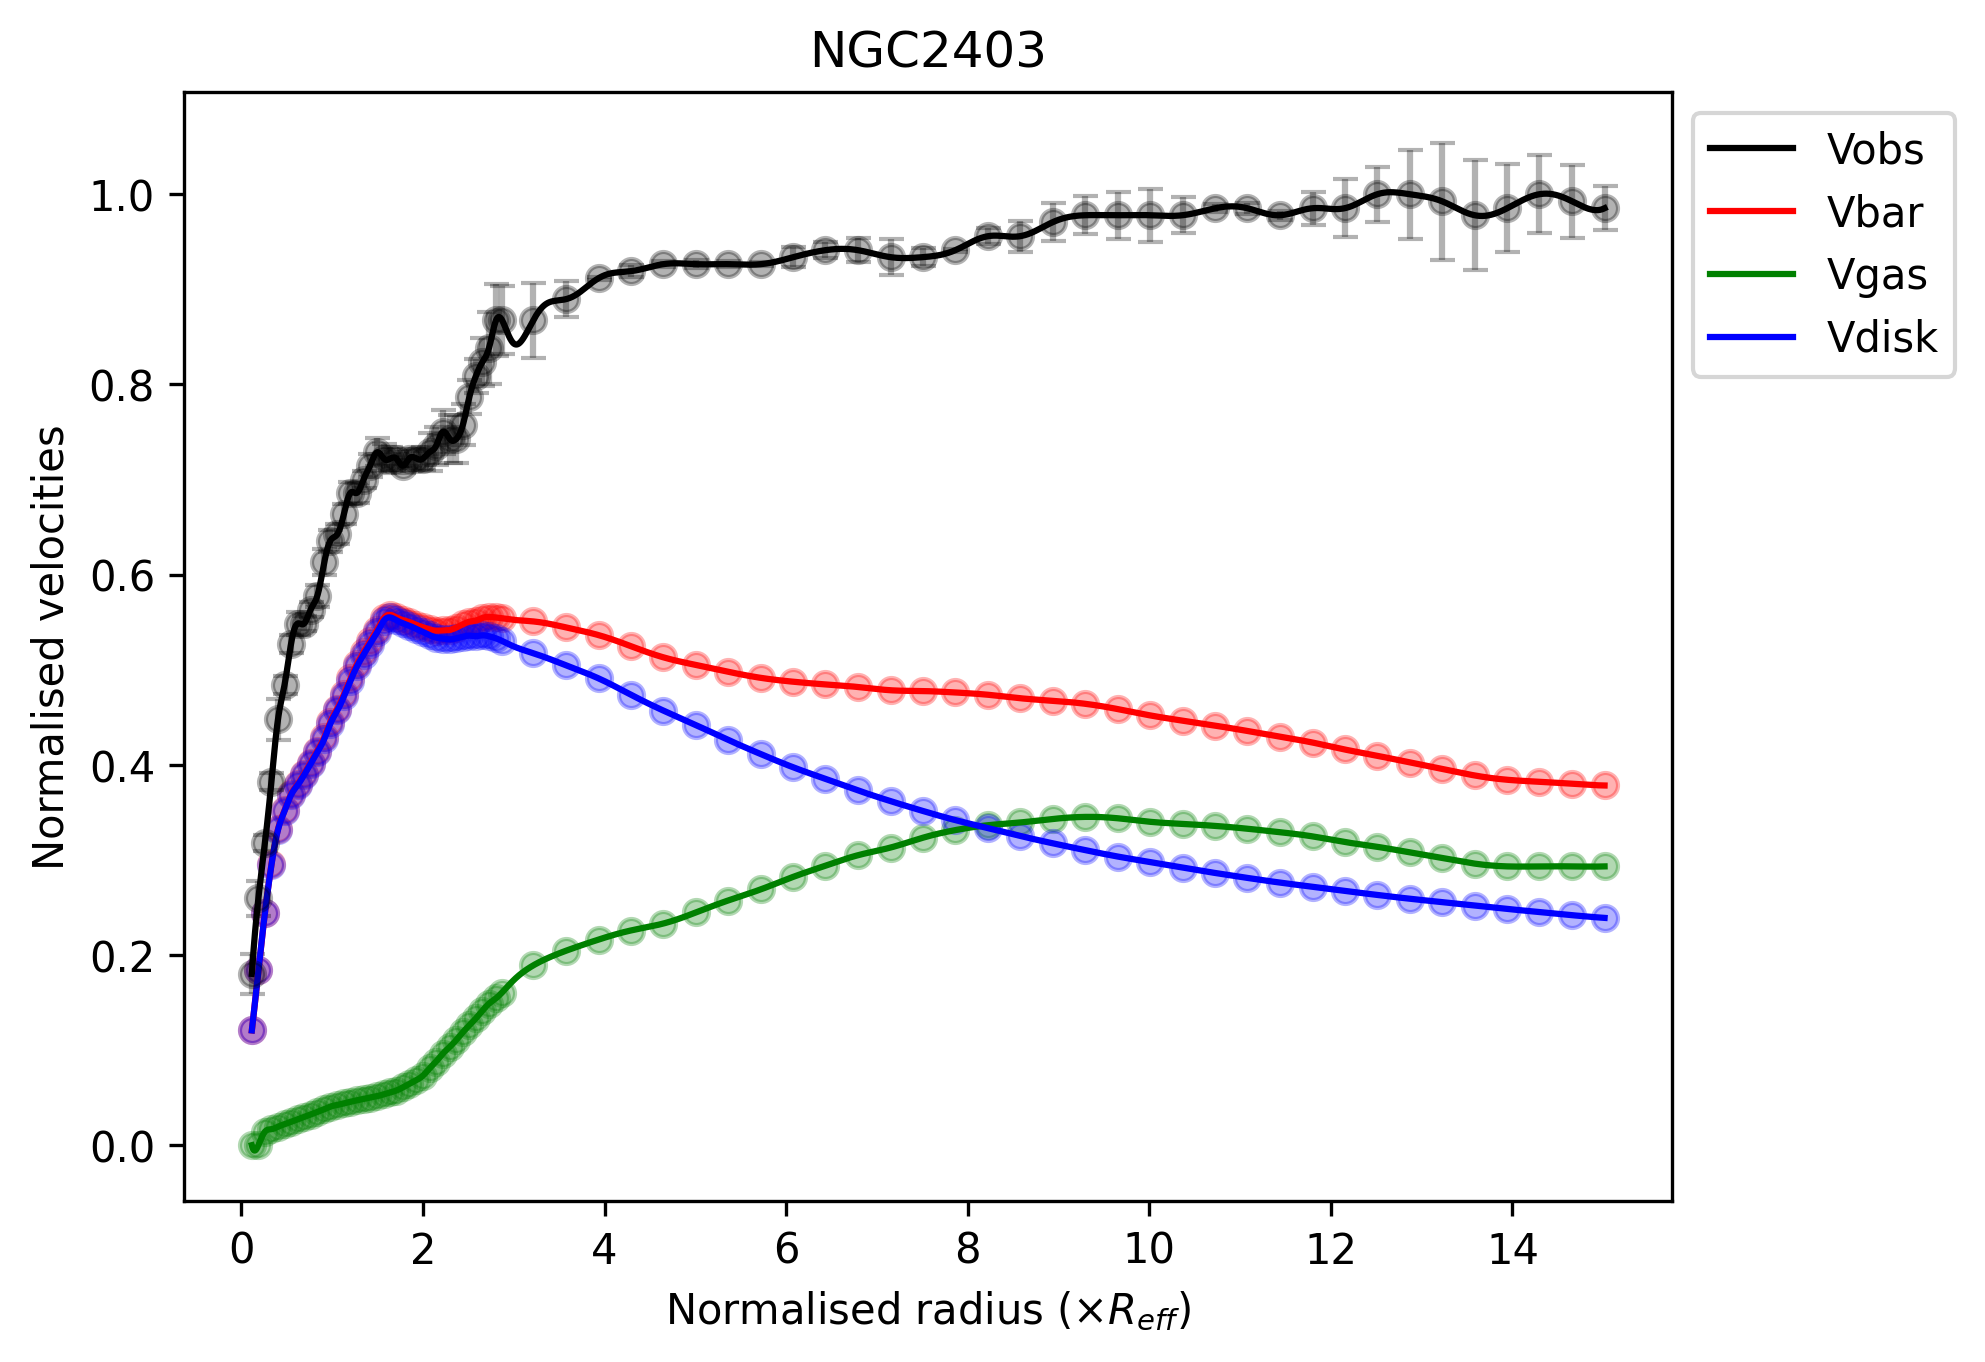 NGC2403
Vobs
Vbar
Vgas
Vdisk
Normalised velocities
1.0
0.8
0.6
0.4
0.2
0.0
0 2 4 6 8 10 12 14
Normalised radius (×R_eff)